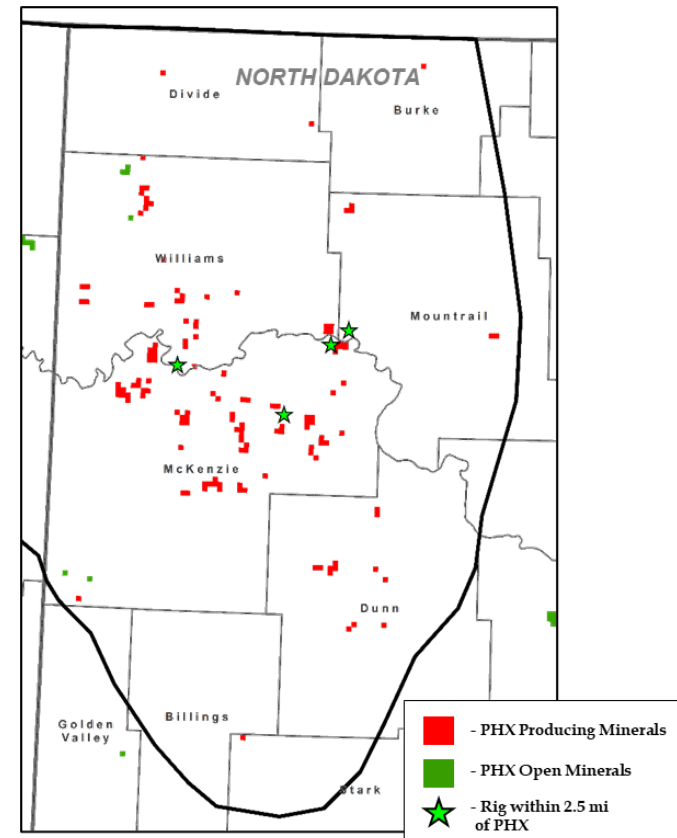 NORTH DAKOTA
Divide
Burke
Williams
Mountrail
McKenzie
Dunn
Billings
Golden
Valley
Stark
- PHX Producing Minerals
- PHX Open Minerals
- Rig within 2.5 mi
of PHX